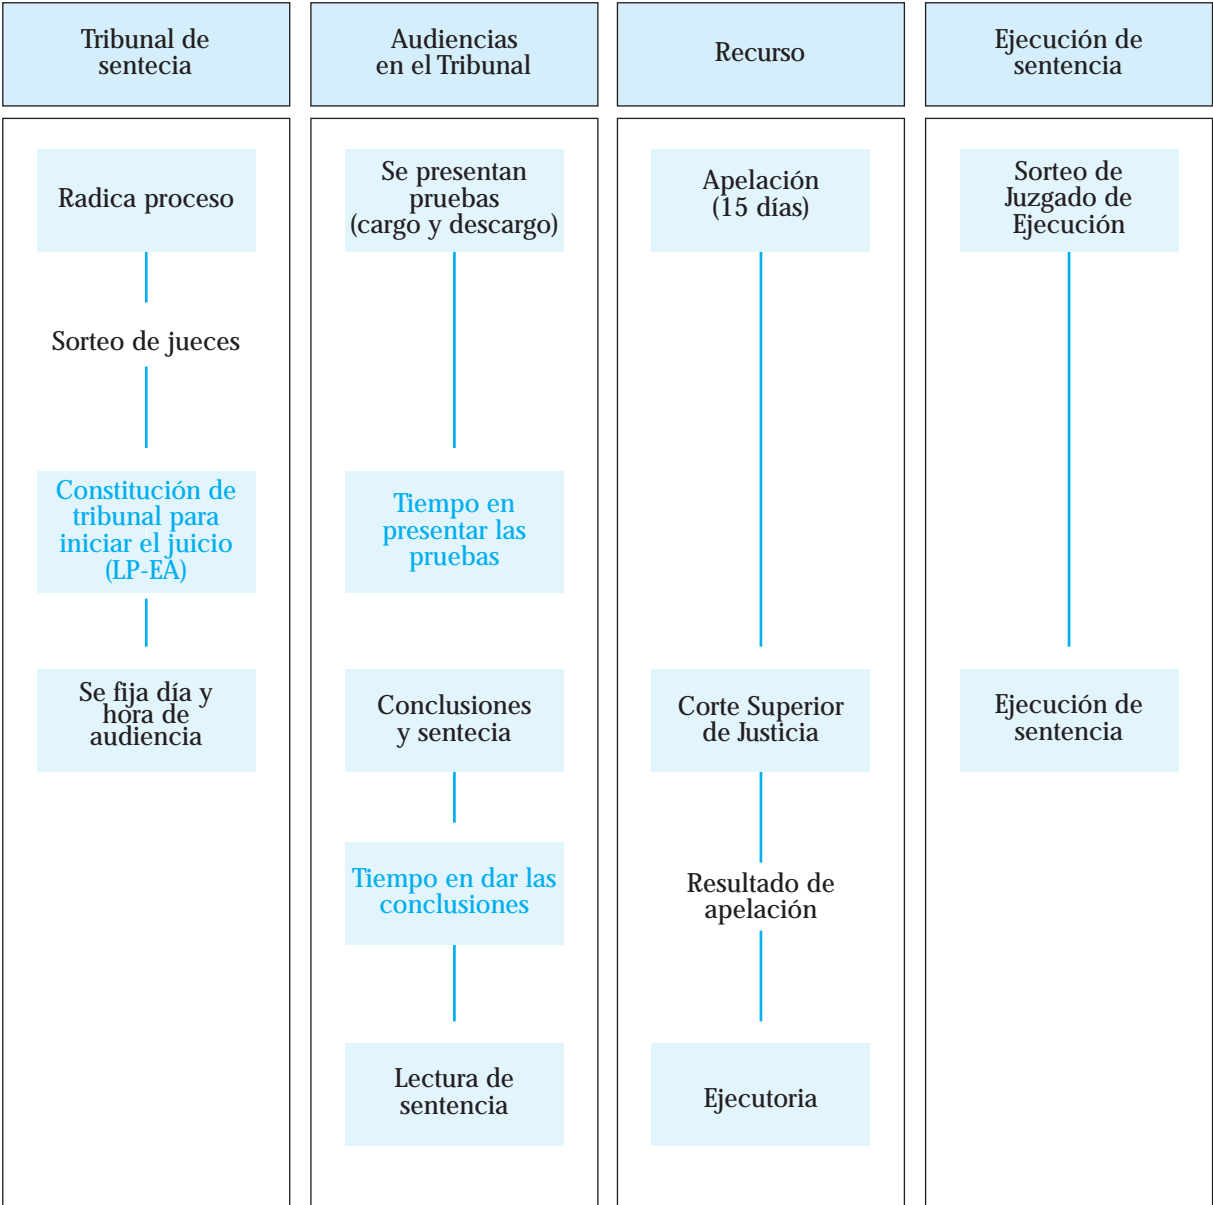 Tribunal de
sentecia
Radica proceso
Sorteo de jueces
Constitución de
tribunal para
iniciar el juicio
(LP-EA)
Se fija día y
hora de
audiencia
Audiencias
en el Tribunal
Se presentan
pruebas
(cargo y descargo)
Tiempo en
presentar las
pruebas
Conclusiones
y sentecia
Tiempo en dar las
conclusiones
Lectura de
sentencia
Recurso
Apelación
(15 días)
Corte Superior
de Justicia
Resultado de
apelación
Ejecutoria
Ejecución de
sentencia
Sorteo de
Juzgado de
Ejecución
Ejecución de
sentencia